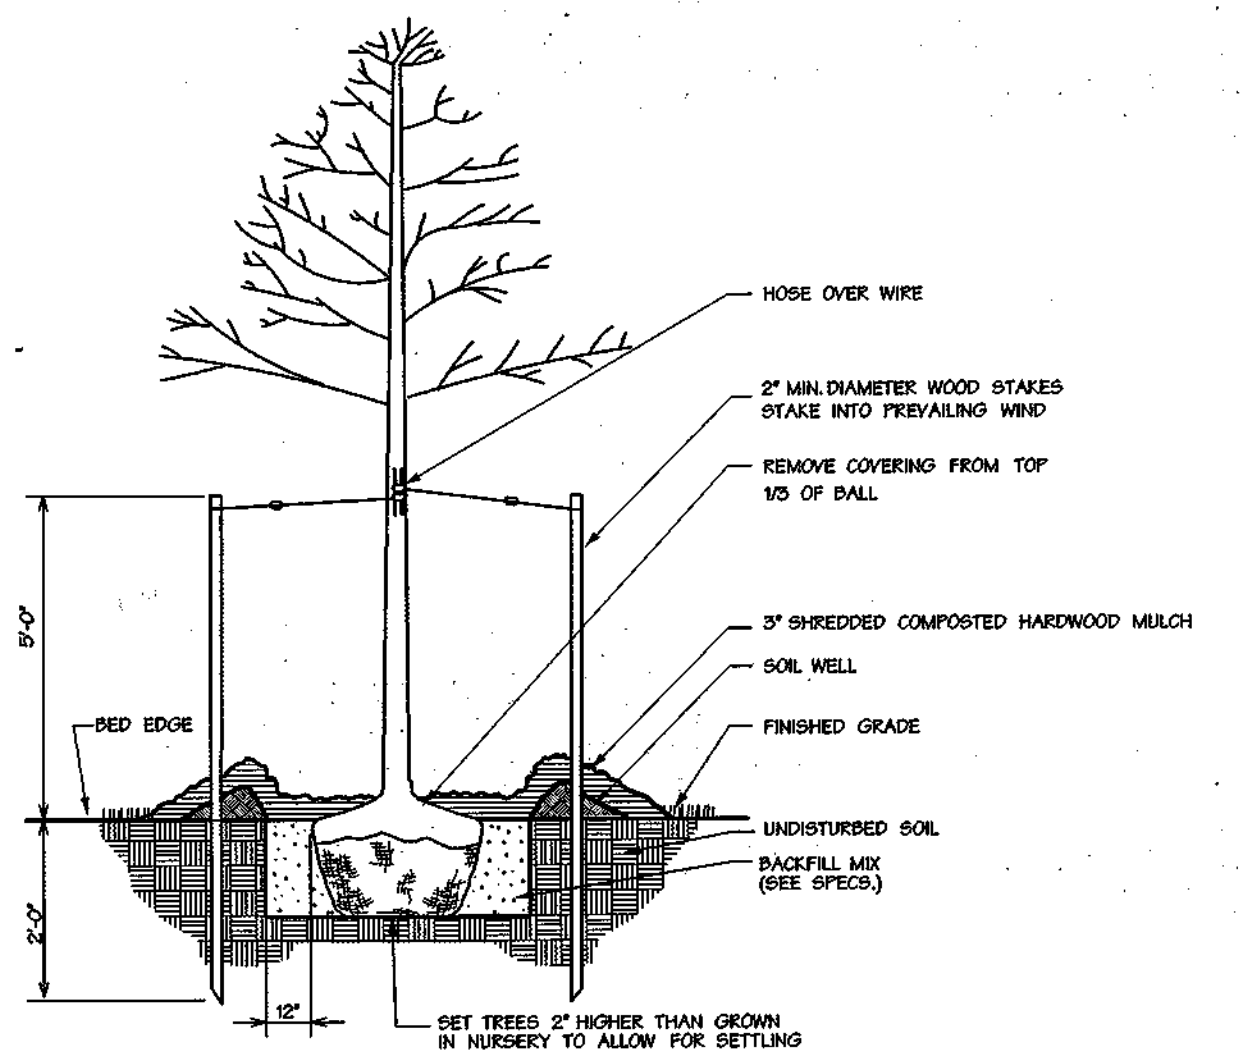 HOSE OVER WIRE
2" MIN. DIAMETER WOOD STAKES
STAKE INTO PREVAILING WIND
REMOVE COVERING FROM TOP
1/3 OF BALL
5'-0"
3" SHREDDED COMPOSTED HARDWOOD MULCH
SOIL WELL
BED EDGE
FINISHED GRADE
UNDISTURBED SOIL
BACKFILL MIX
(SEE SPECS.)
2'-0"
12"
SET TREES 2" HIGHER THAN GROWN
IN NURSERY TO ALLOW FOR SETTLING